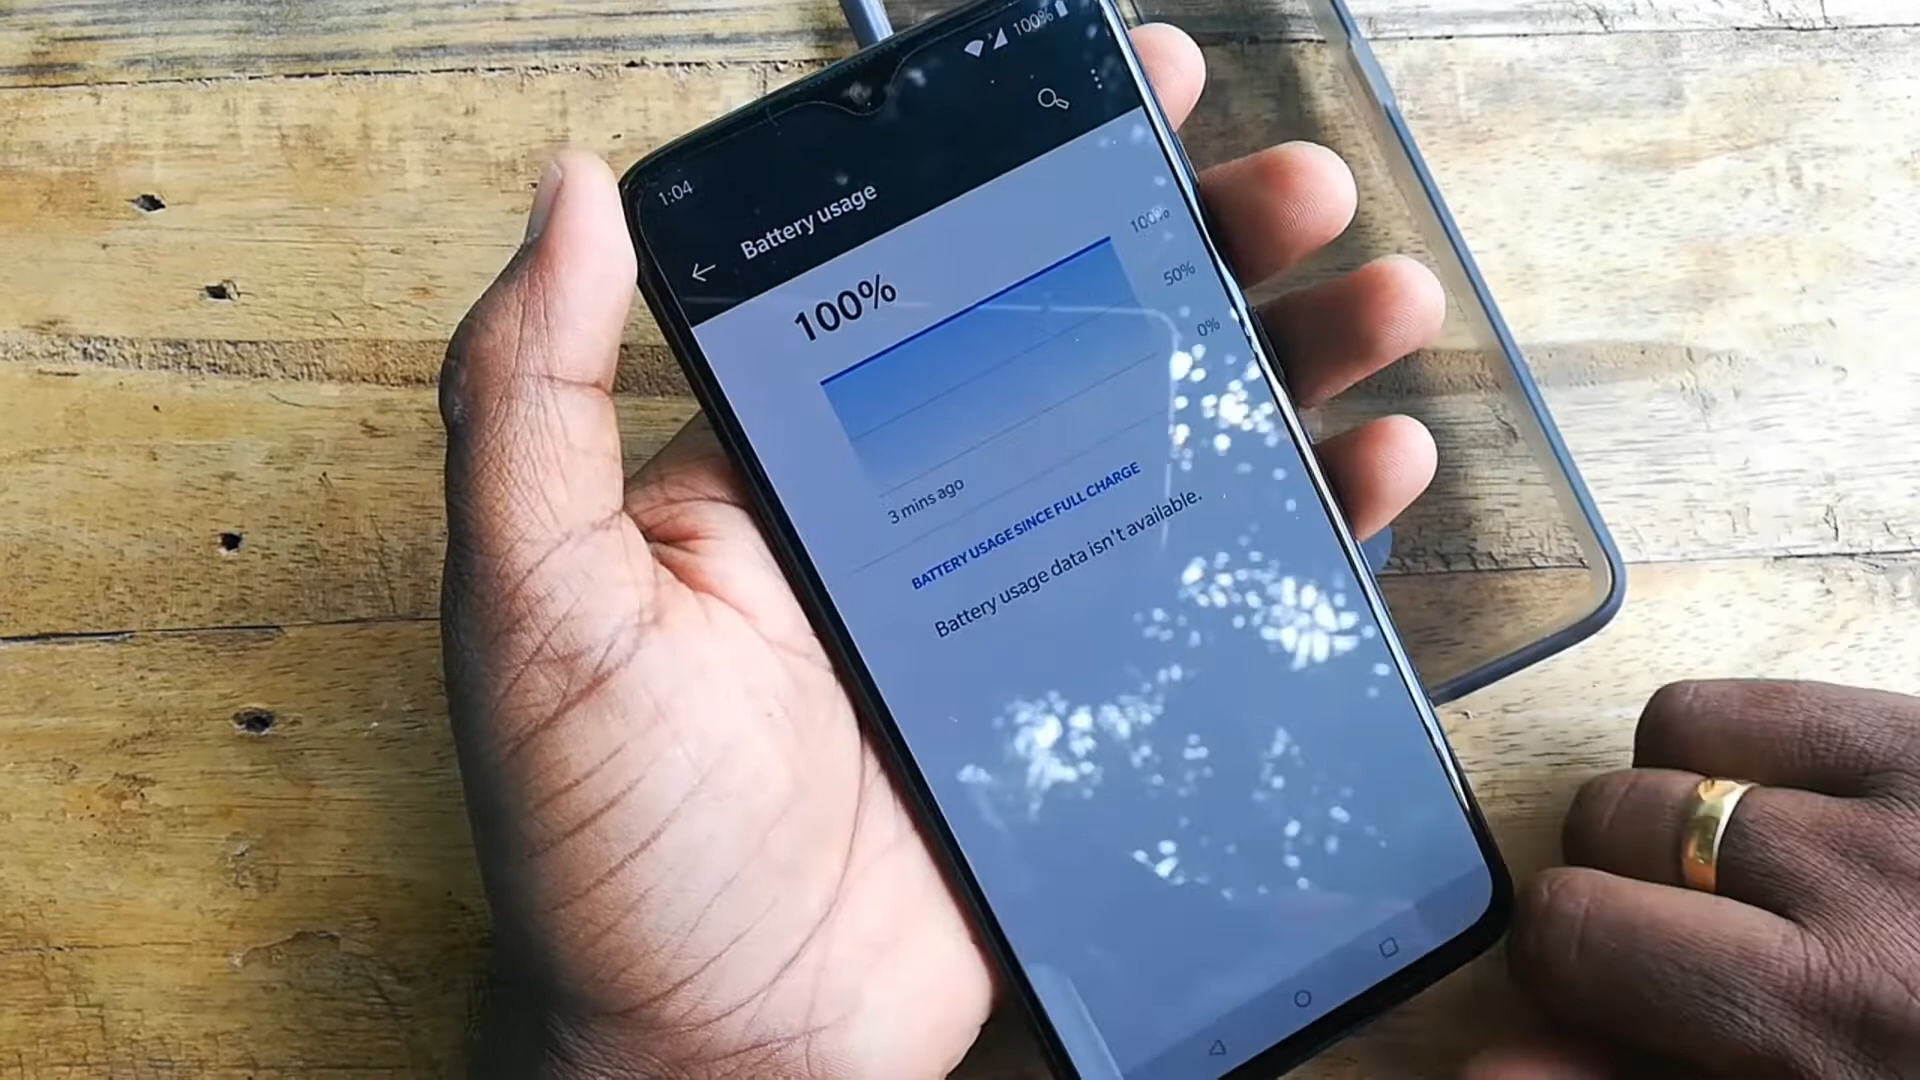 1:04
100%
Battery usage
100%
100%
50%
0%
3 mins ago
BATTERY USAGE SINCE FULL CHARGE
Battery usage data isn't available.